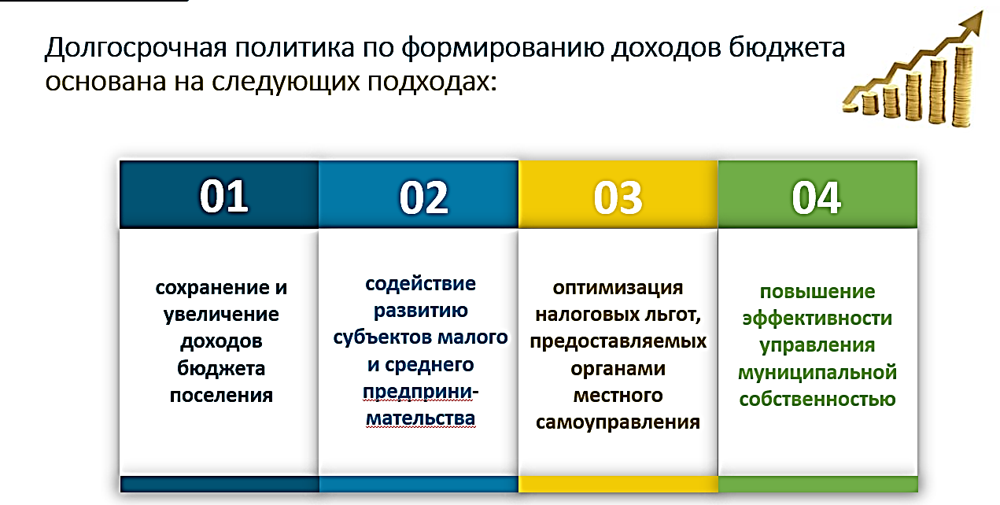 Долгосрочная политика по формированию доходов бюджета
основана на следующих подходах:
01
сохранение и
увеличение
доходов
бюджета
поселения
02
содействие
развитию
субъектов малого
и среднего
предприни-
мательства
03
оптимизация
налоговых льгот,
предоставляемых
органами
местного
самоуправления
04
повышение
эффективности
управления
муниципальной
собственностью